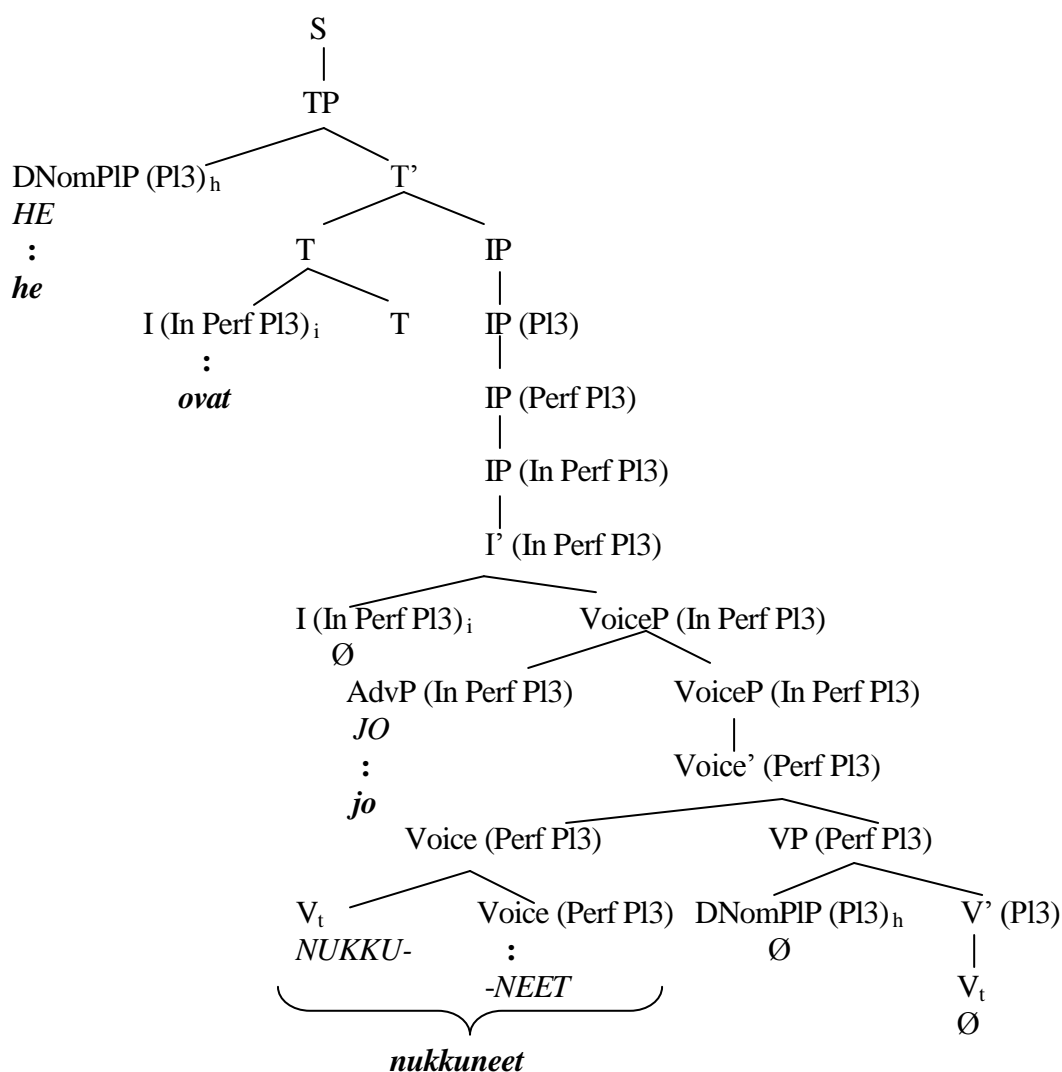 S
TP
DNomPlP (Pl3)h T’
HE
T IP
:
he
I (In Perf Pl3)i T IP (Pl3)
:
ovat IP (Perf Pl3)
IP (In Perf Pl3)
I’ (In Perf Pl3)
I (In Perf Pl3)i VoiceP (In Perf Pl3)
Ø
AdvP (In Perf Pl3) VoiceP (In Perf Pl3)
JO
: Voice’ (Perf Pl3)
jo
Voice (Perf Pl3) VP (Perf Pl3)
Vt Voice (Perf Pl3) DNomPlP (Pl3)h V’ (Pl3)
NUKKU- : Ø
-NEET Vt
Ø
nukkuneet